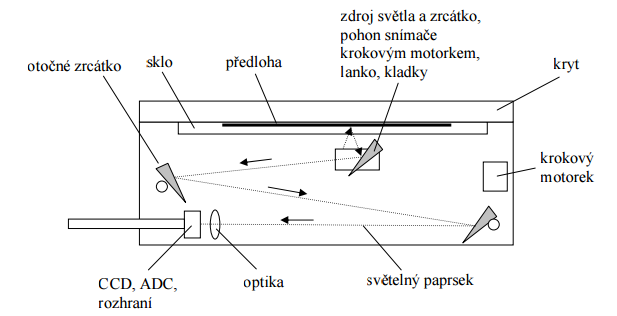 zdroj světla a zrcátko,
pohon snímače
krokovým motorkem,
lanko, kladky
otočné zrcátko
sklo
předloha
kryt
krokový
motorek
CCD, ADC,
rozhraní
optika
světelný paprsek